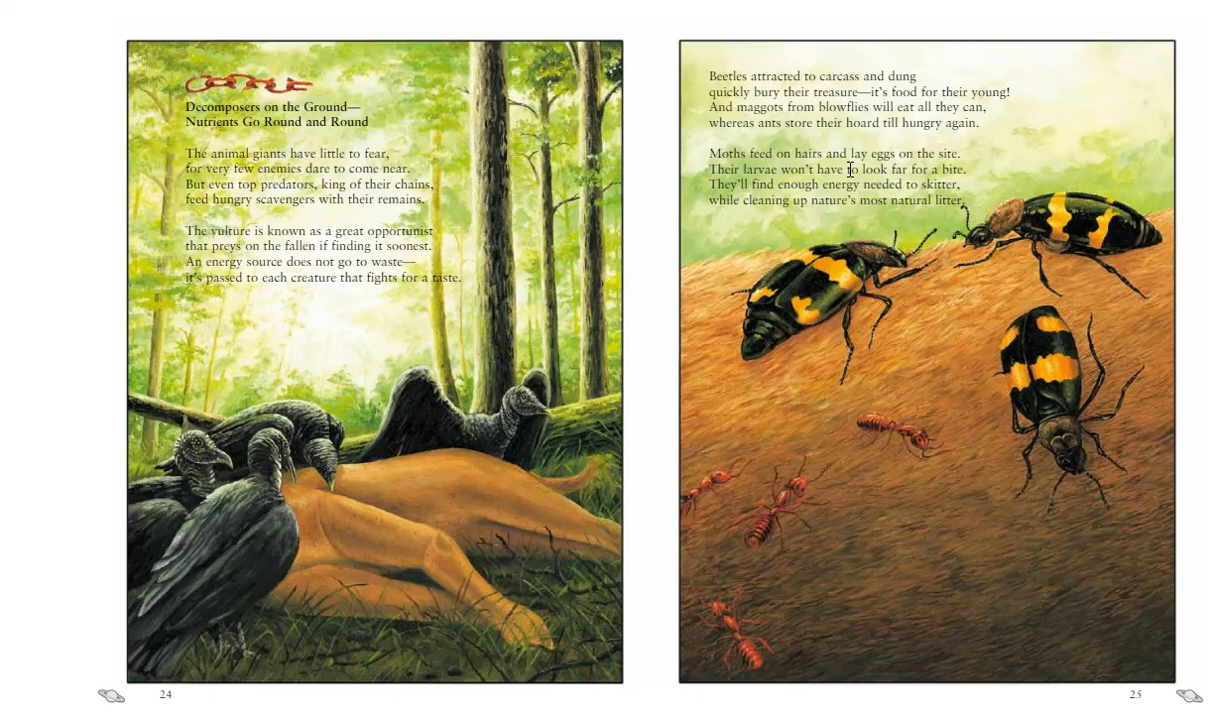 Decomposers on the Ground—
Nutrients Go Round and Round
The animal giants have little to fear,
for very few enemies dare to come near.
But even top predators, king of their chains,
feed hungry scavengers with their remains.
The vulture is known as a great opportunist
that preys on the fallen if finding it soonest.
An energy source does not go to waste—
it's passed to each creature that fights for a taste.
24
Beetles attracted to carcass and dung
quickly bury their treasure—it's food for their young!
And maggots from blowflies will eat all they can,
whereas ants store their hoard till hungry again.
Moths feed on hairs and lay eggs on the site.
Their larvae won't have to look far for a bite.
They'll find enough energy needed to skitter,
while cleaning up nature's most natural litter.
25